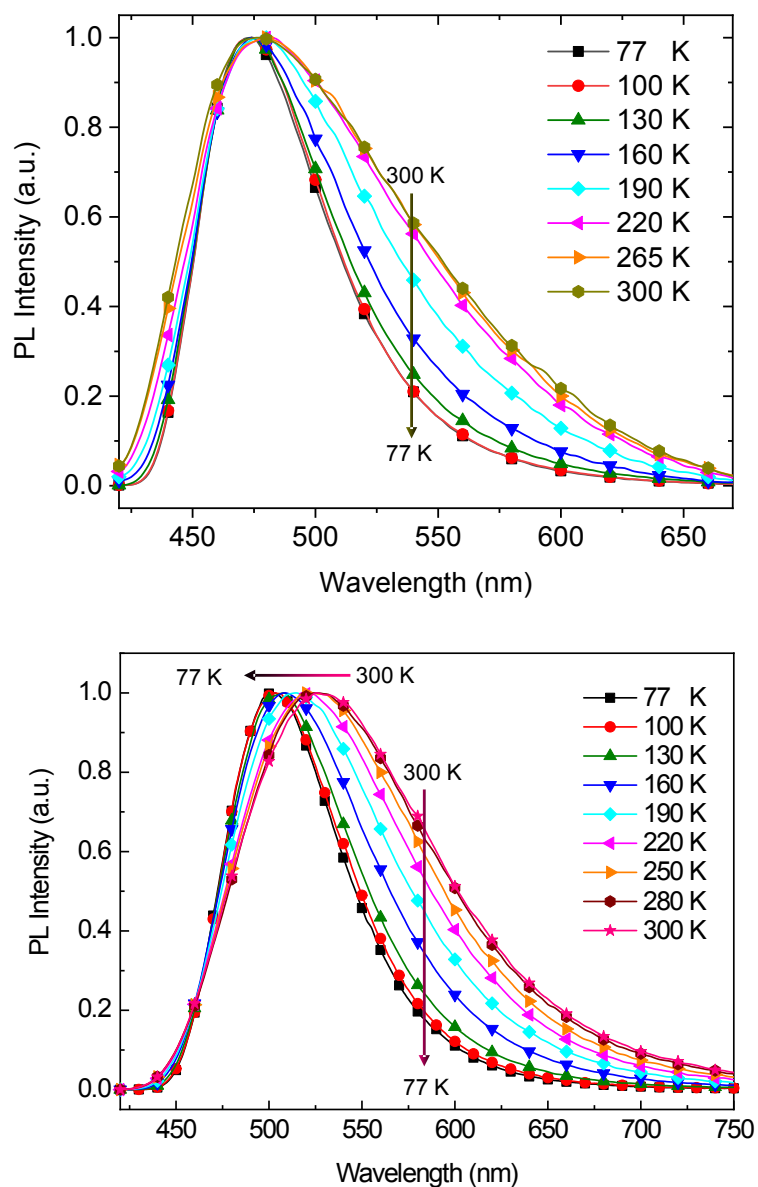 PL Intensity (a.u.)
1.0
0.8
0.6
0.4
0.2
0.0
77 K
100 K
130 K
160 K
190 K
220 K
265 K
300 K
300 K
77 K
450 500 550 600 650
Wavelength (nm)
PL Intensity (a.u.)
1.0
0.8
0.6
0.4
0.2
0.0
77 K 300 K
300 K
77 K
77 K
100 K
130 K
160 K
190 K
220 K
250 K
280 K
300 K
450 500 550 600 650 700 750
Wavelength (nm)